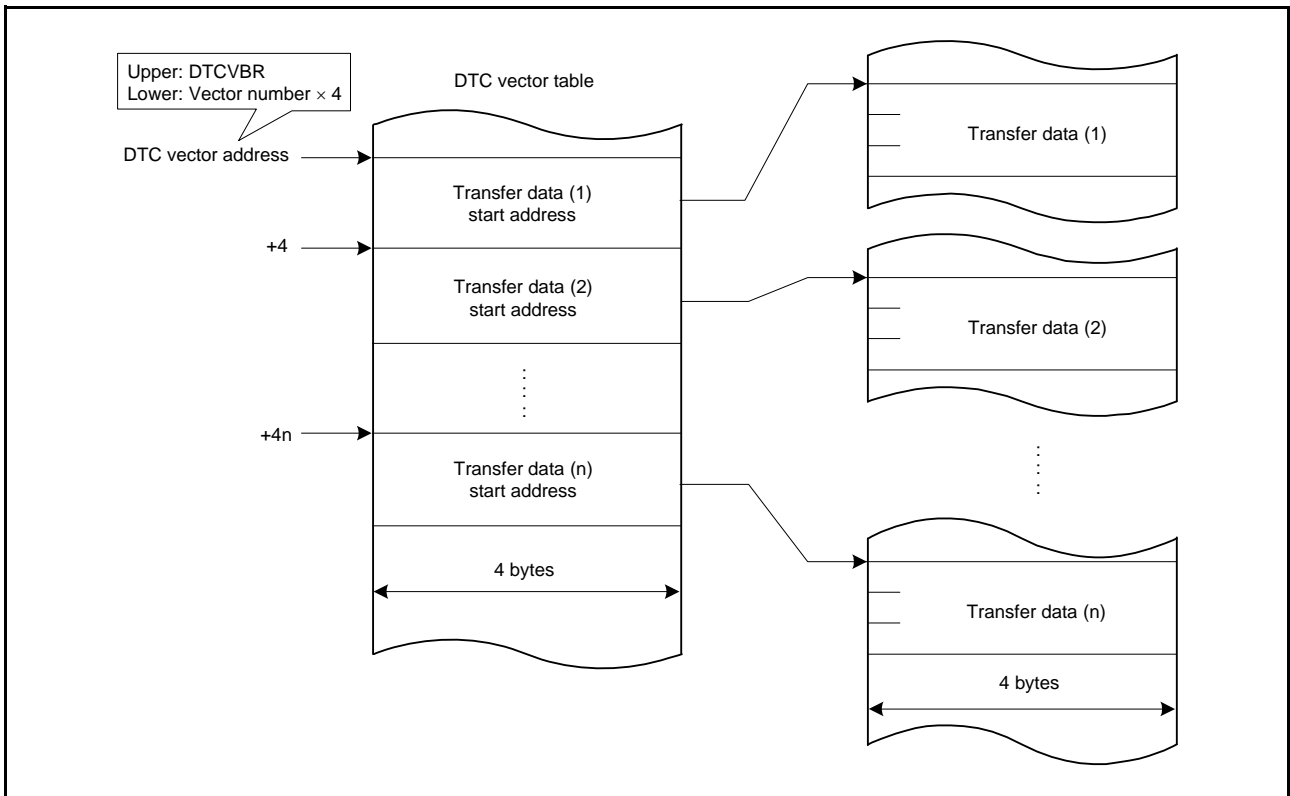 Upper: DTCVBR
Lower: Vector number × 4
DTC vector table
DTC vector address
Transfer data (1)
start address
+4
Transfer data (2)
start address
+4n
Transfer data (n)
start address
4 bytes
Transfer data (1)
Transfer data (2)
Transfer data (n)
4 bytes